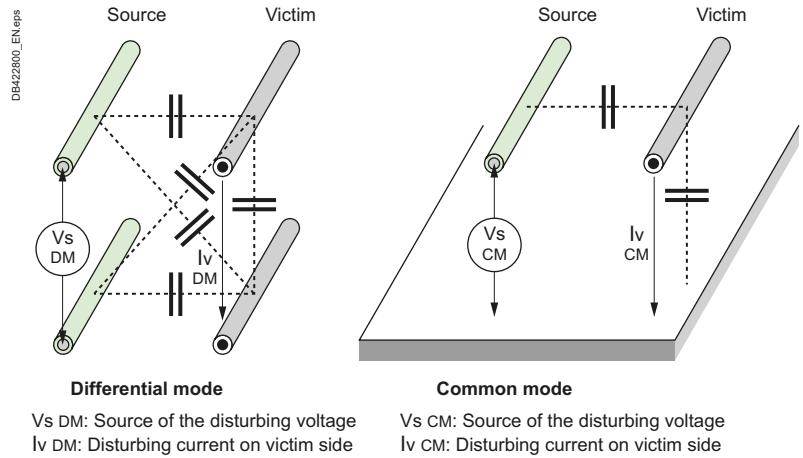 DB422800_EN.eps
Source
Victim
Source
Victim
Vs
DM
Iv
DM
Vs
CM
Iv
CM
Differential mode
Common mode
Vs DM: Source of the disturbing voltage
Vs CM: Source of the disturbing voltage
Iv DM: Disturbing current on victim side
Iv CM: Disturbing current on victim side